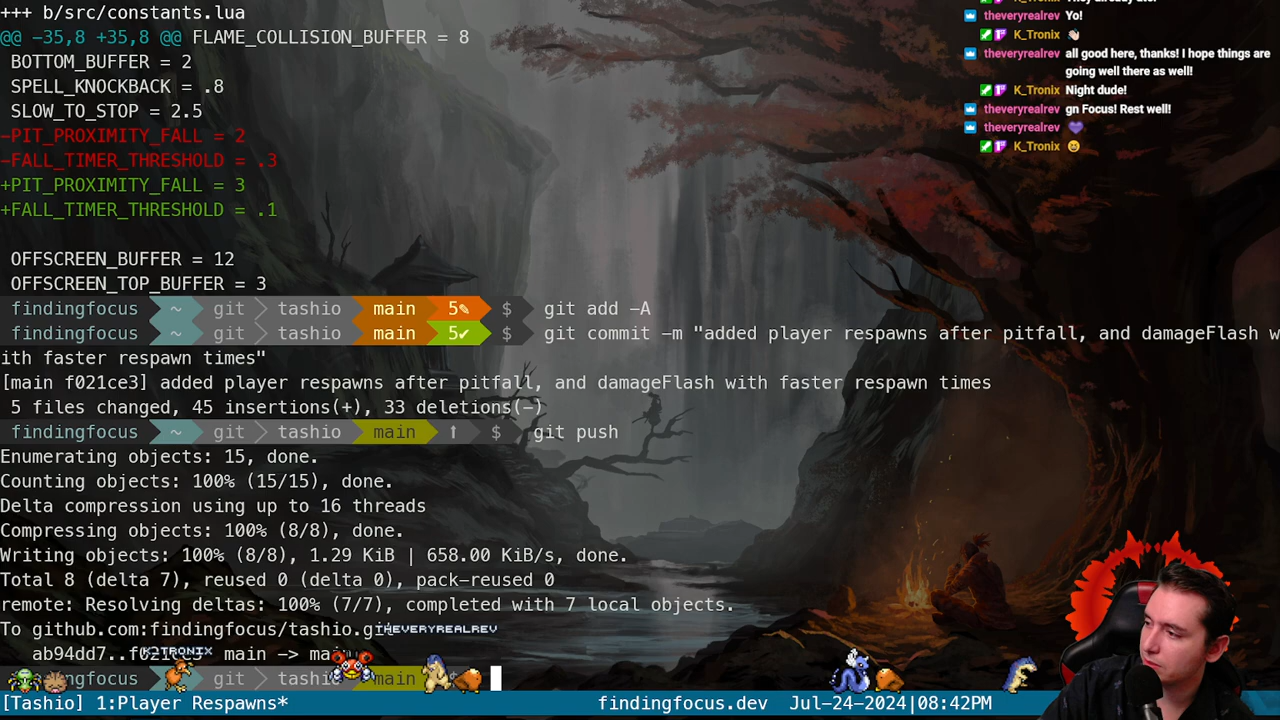 +++ b/src/constants.lua
@@ -35,8 +35,8 @@ FLAME_COLLISION_BUFFER = 8
BOTTOM_BUFFER = 2
SPELL_KNOCKBACK = .8
SLOW_TO_STOP = 2.5
-PIT_PROXIMITY_FALL = 2
-FALL_TIMER_THRESHOLD = .3
+PIT_PROXIMITY_FALL = 3
+FALL_TIMER_THRESHOLD = .1
OFFSCREEN_BUFFER = 12
OFFSCREEN_TOP_BUFFER = 3
findingfocus ~ git tashio main 5✎ $ git add -A
findingfocus ~ git tashio main 5✔ $ git commit -m "added player respawns after pitfall, and damageFlash w
ith faster respawn times"
[main f021ce3] added player respawns after pitfall, and damageFlash with faster respawn times
5 files changed, 45 insertions(+), 33 deletions(-)
findingfocus ~ git tashio main ↑ $ git push
Enumerating objects: 15, done.
Counting objects: 100% (15/15), done.
Delta compression using up to 16 threads
Compressing objects: 100% (8/8), done.
Writing objects: 100% (8/8), 1.29 KiB | 658.00 KiB/s, done.
Total 8 (delta 7), reused 0 (delta 0), pack-reused 0
remote: Resolving deltas: 100% (7/7), completed with 7 local objects.
To github.com:findingfocus/tashio.git
THEVERYREALREV
ab94dd7..f021ce3 main -> main
K_TRONIX
git main
[Tashio] 1:Player Respawns* findingfocus.dev Jul-24-2024|08:42PM
theveryrealrev Yo!
K_Tronix 👋🏻
theveryrealrev all good here, thanks! I hope things are
going well there as well!
K_Tronix Night dude!
theveryrealrev gn Focus! Rest well!
theveryrealrev 💜
K_Tronix 😀